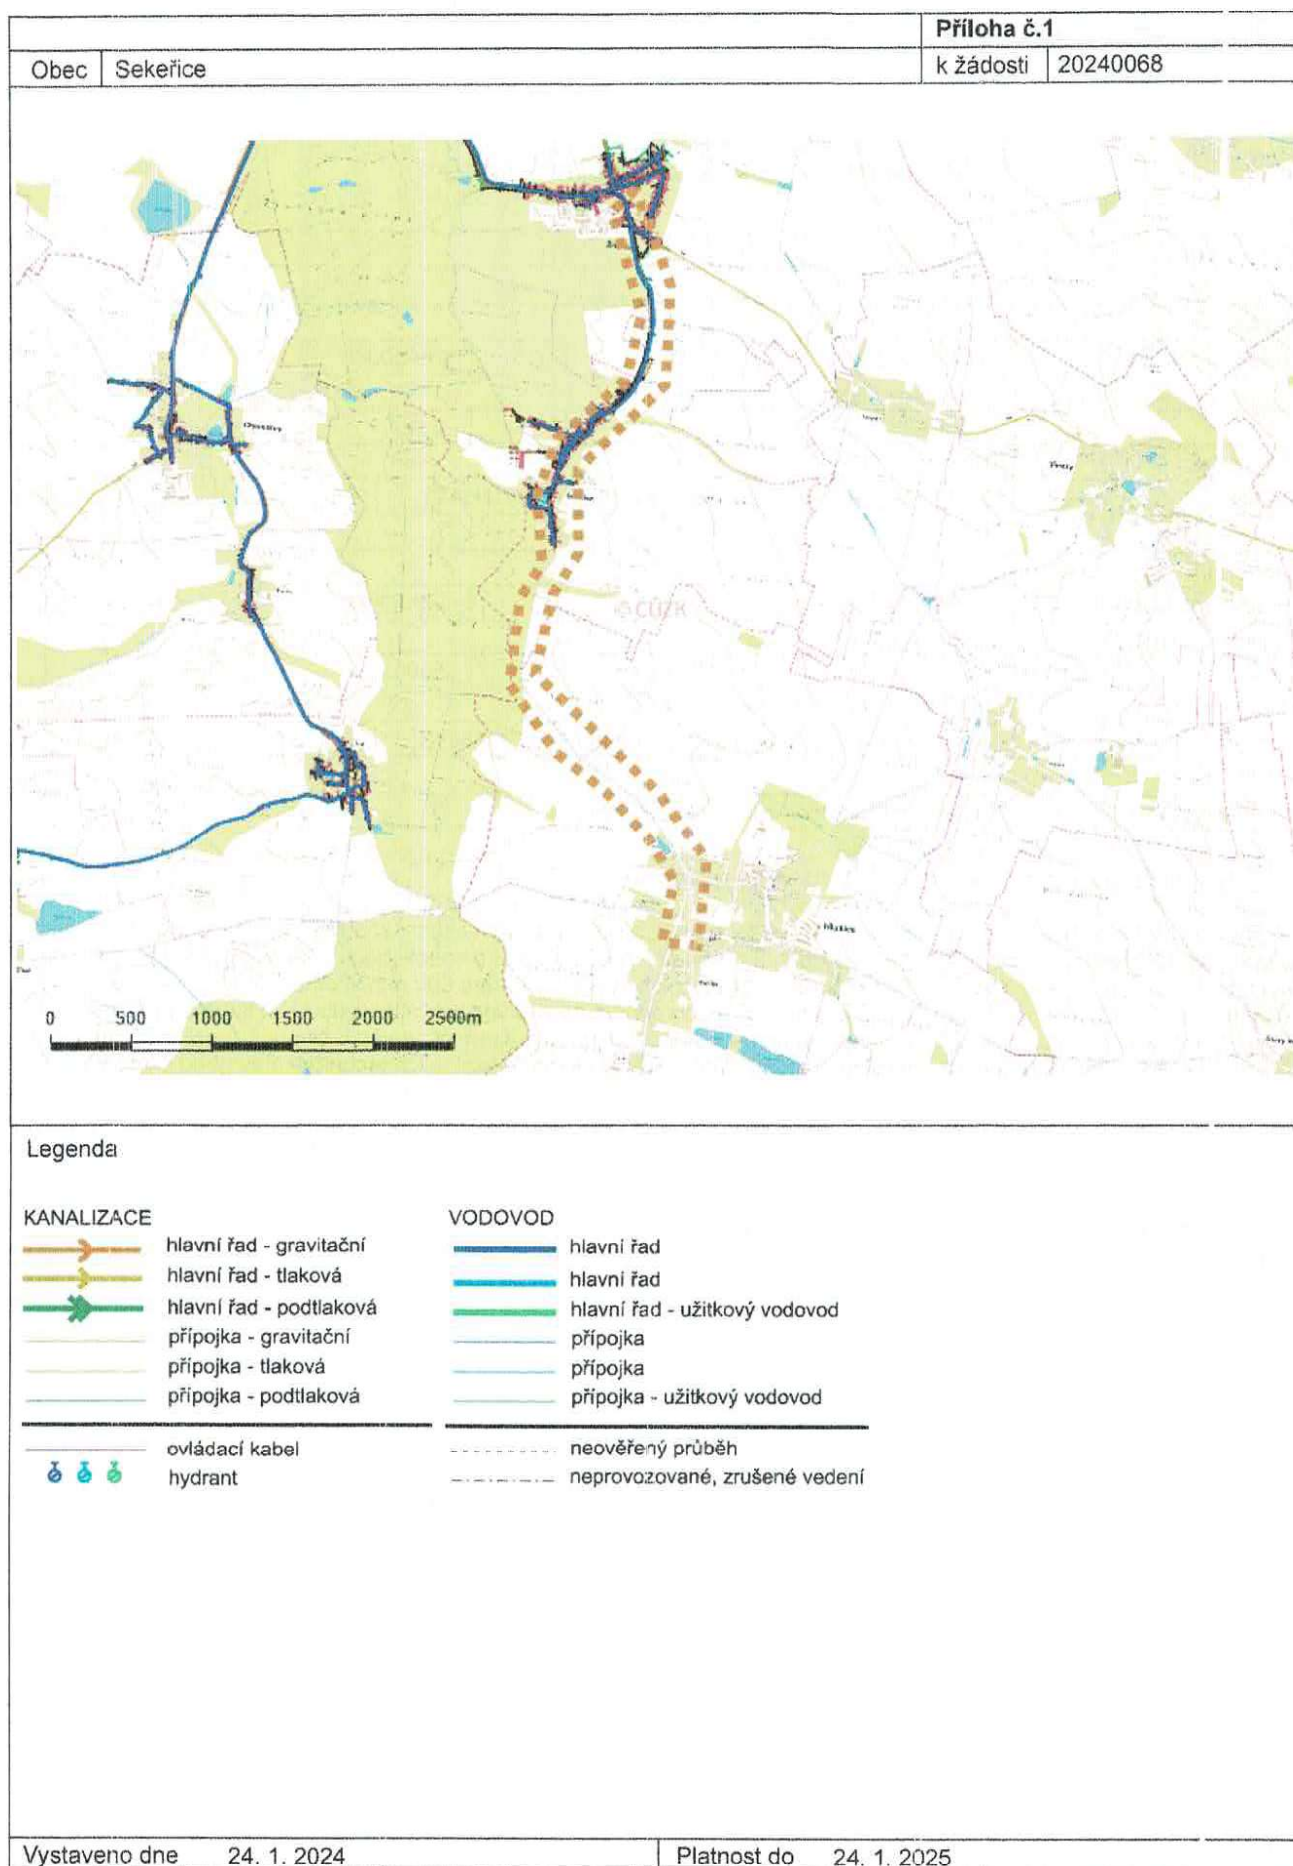 Příloha č.1
Obec Sekeřice k žádosti 20240068
© ČÚZK
0 500 1000 1500 2000 2500m
Legenda
KANALIZACE VODOVOD
hlavní řad - gravitační hlavní řad
hlavní řad - tlaková hlavní řad
hlavní řad - podtlaková hlavní řad - užitkový vodovod
přípojka - gravitační přípojka
přípojka - tlaková přípojka
přípojka - podtlaková přípojka - užitkový vodovod
ovládací kabel neověřený průběh
hydrant neprovozované, zrušené vedení
Vystaveno dne 24. 1. 2024 Platnost do 24. 1. 2025